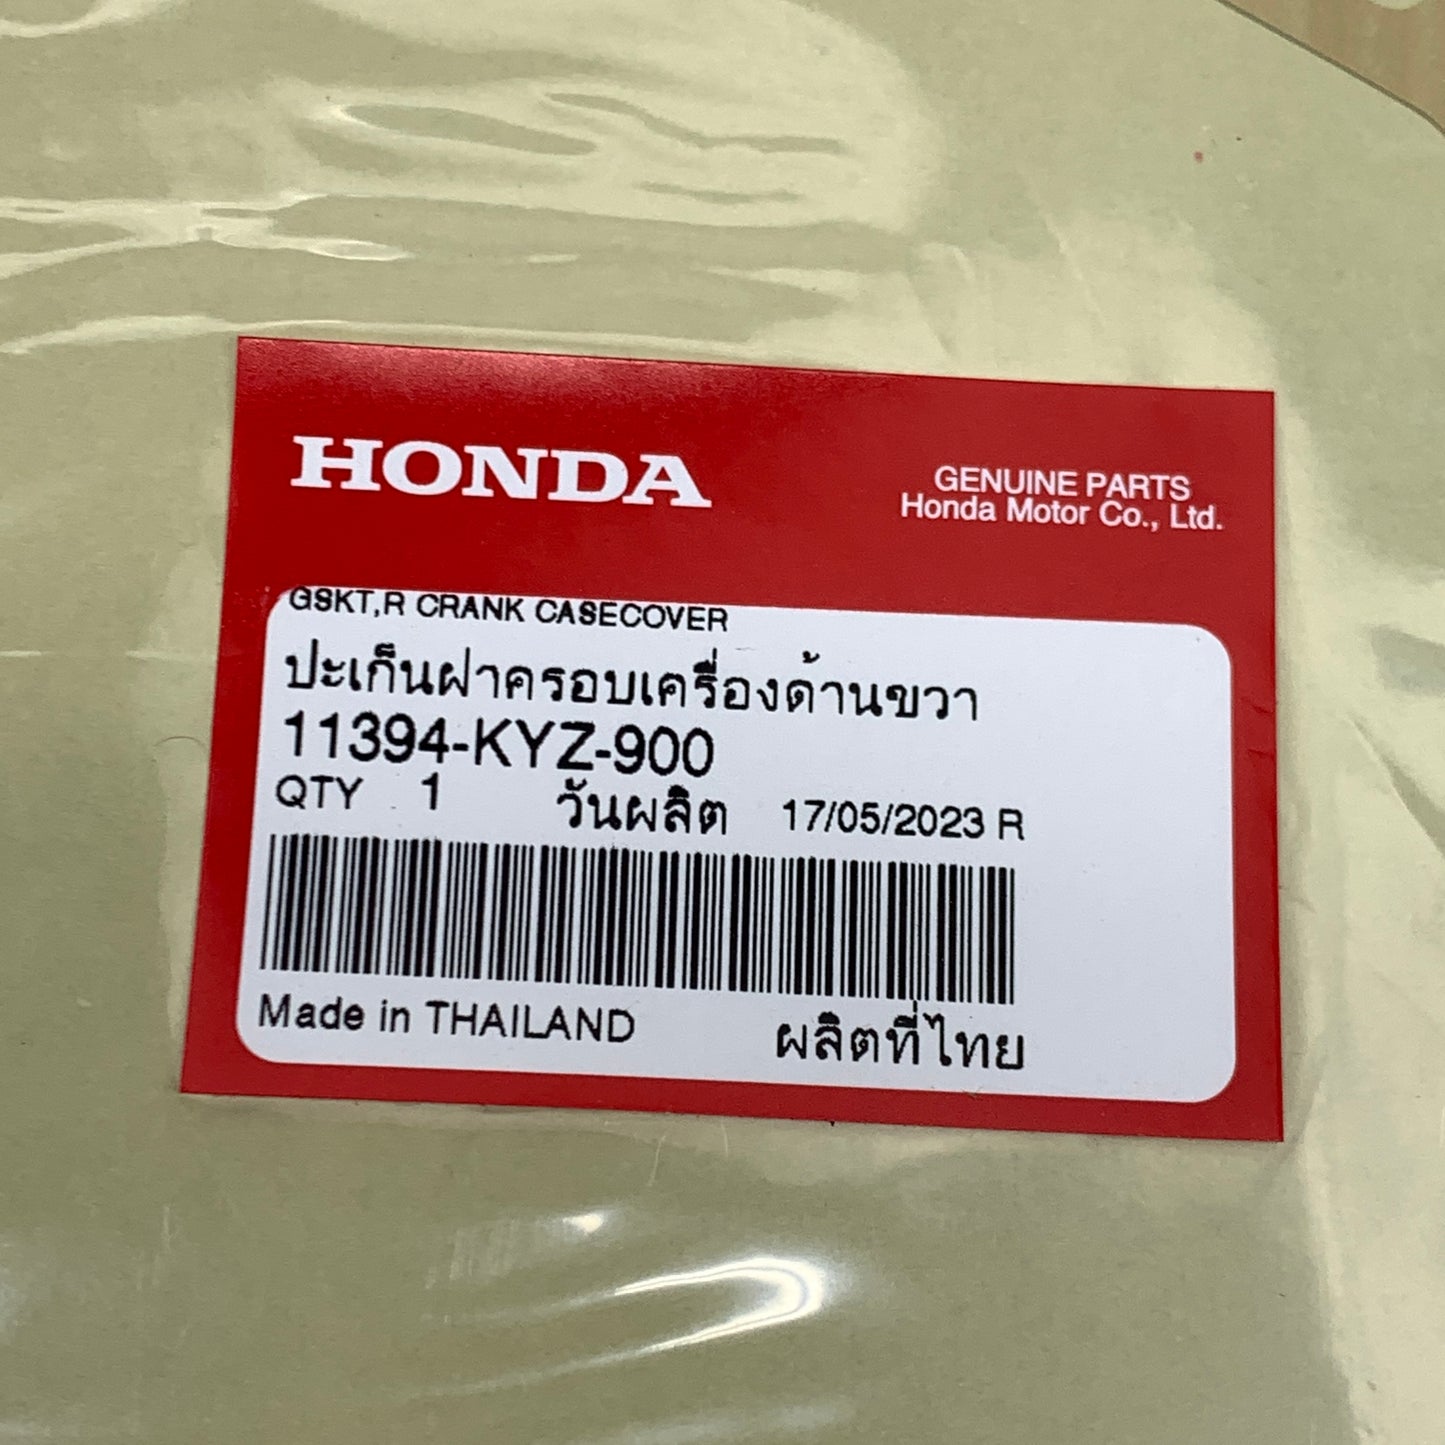 HONDA
GENUINE PARTS
Honda Motor Co., Ltd.
GSKT,R CRANK CASECOVER
ปะเก็นฝาครอบเครื่องด้านขวา
11394-KYZ-900
QTY 1 วันผลิต 17/05/2023 R
Made in THAILAND ผลิตที่ไทย